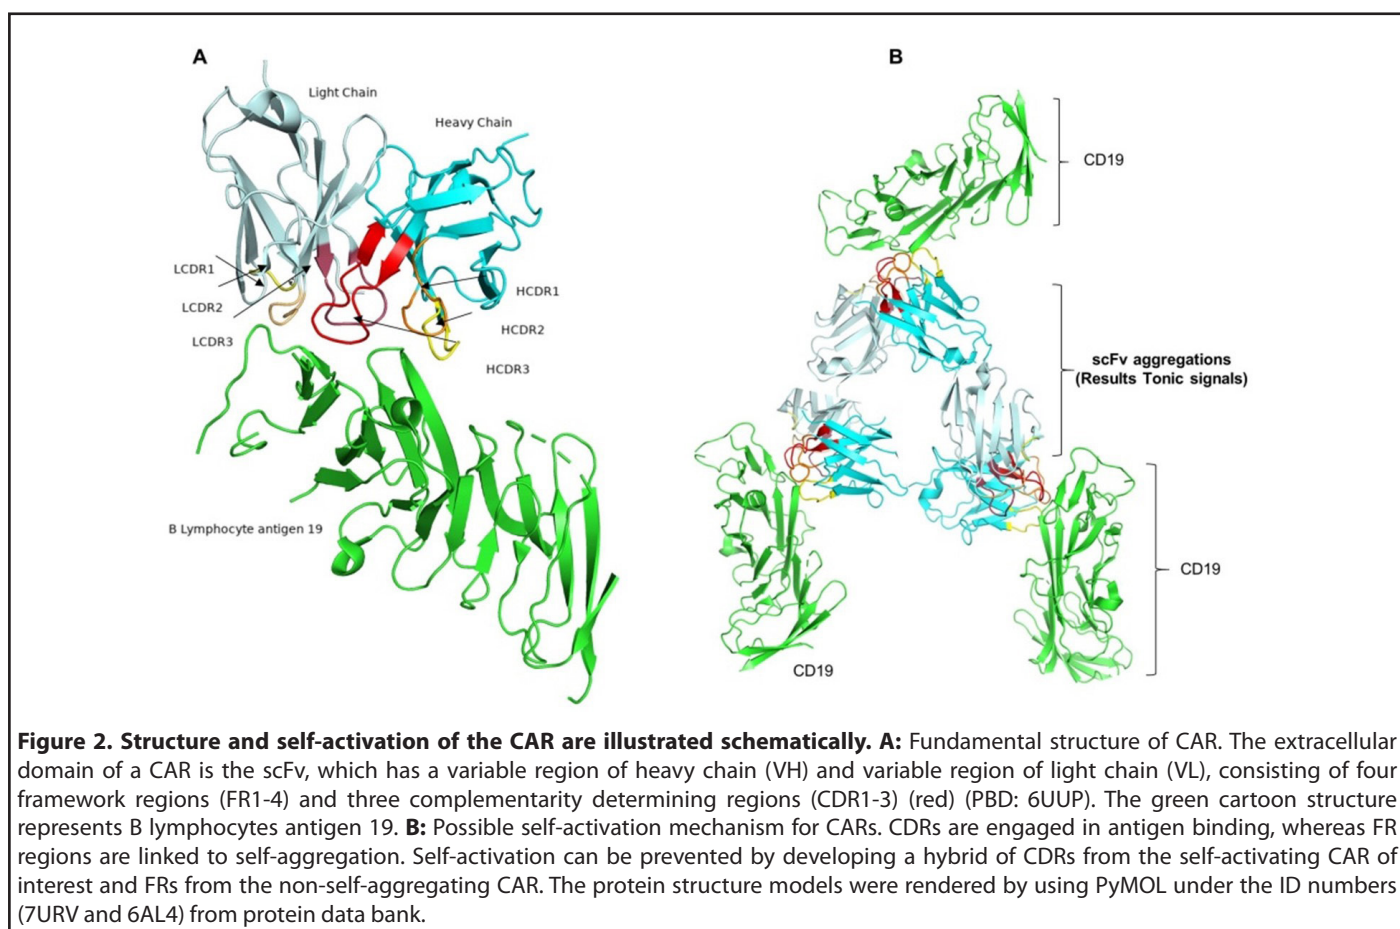 A
B
Light Chain
Heavy Chain
CD19
LCDR1
LCDR2
LCDR3
HCDR1
HCDR2
HCDR3
scFv aggregations
(Results Tonic signals)
B Lymphocyte antigen 19
CD19
CD19
Figure 2. Structure and self-activation of the CAR are illustrated schematically. A: Fundamental structure of CAR. The extracellular
domain of a CAR is the scFv, which has a variable region of heavy chain (VH) and variable region of light chain (VL), consisting of four
framework regions (FR1-4) and three complementarity determining regions (CDR1-3) (red) (PBD: 6UUP). The green cartoon structure
represents B lymphocytes antigen 19. B: Possible self-activation mechanism for CARs. CDRs are engaged in antigen binding, whereas FR
regions are linked to self-aggregation. Self-activation can be prevented by developing a hybrid of CDRs from the self-activating CAR of
interest and FRs from the non-self-aggregating CAR. The protein structure models were rendered by using PyMOL under the ID numbers
(7URV and 6AL4) from protein data bank.